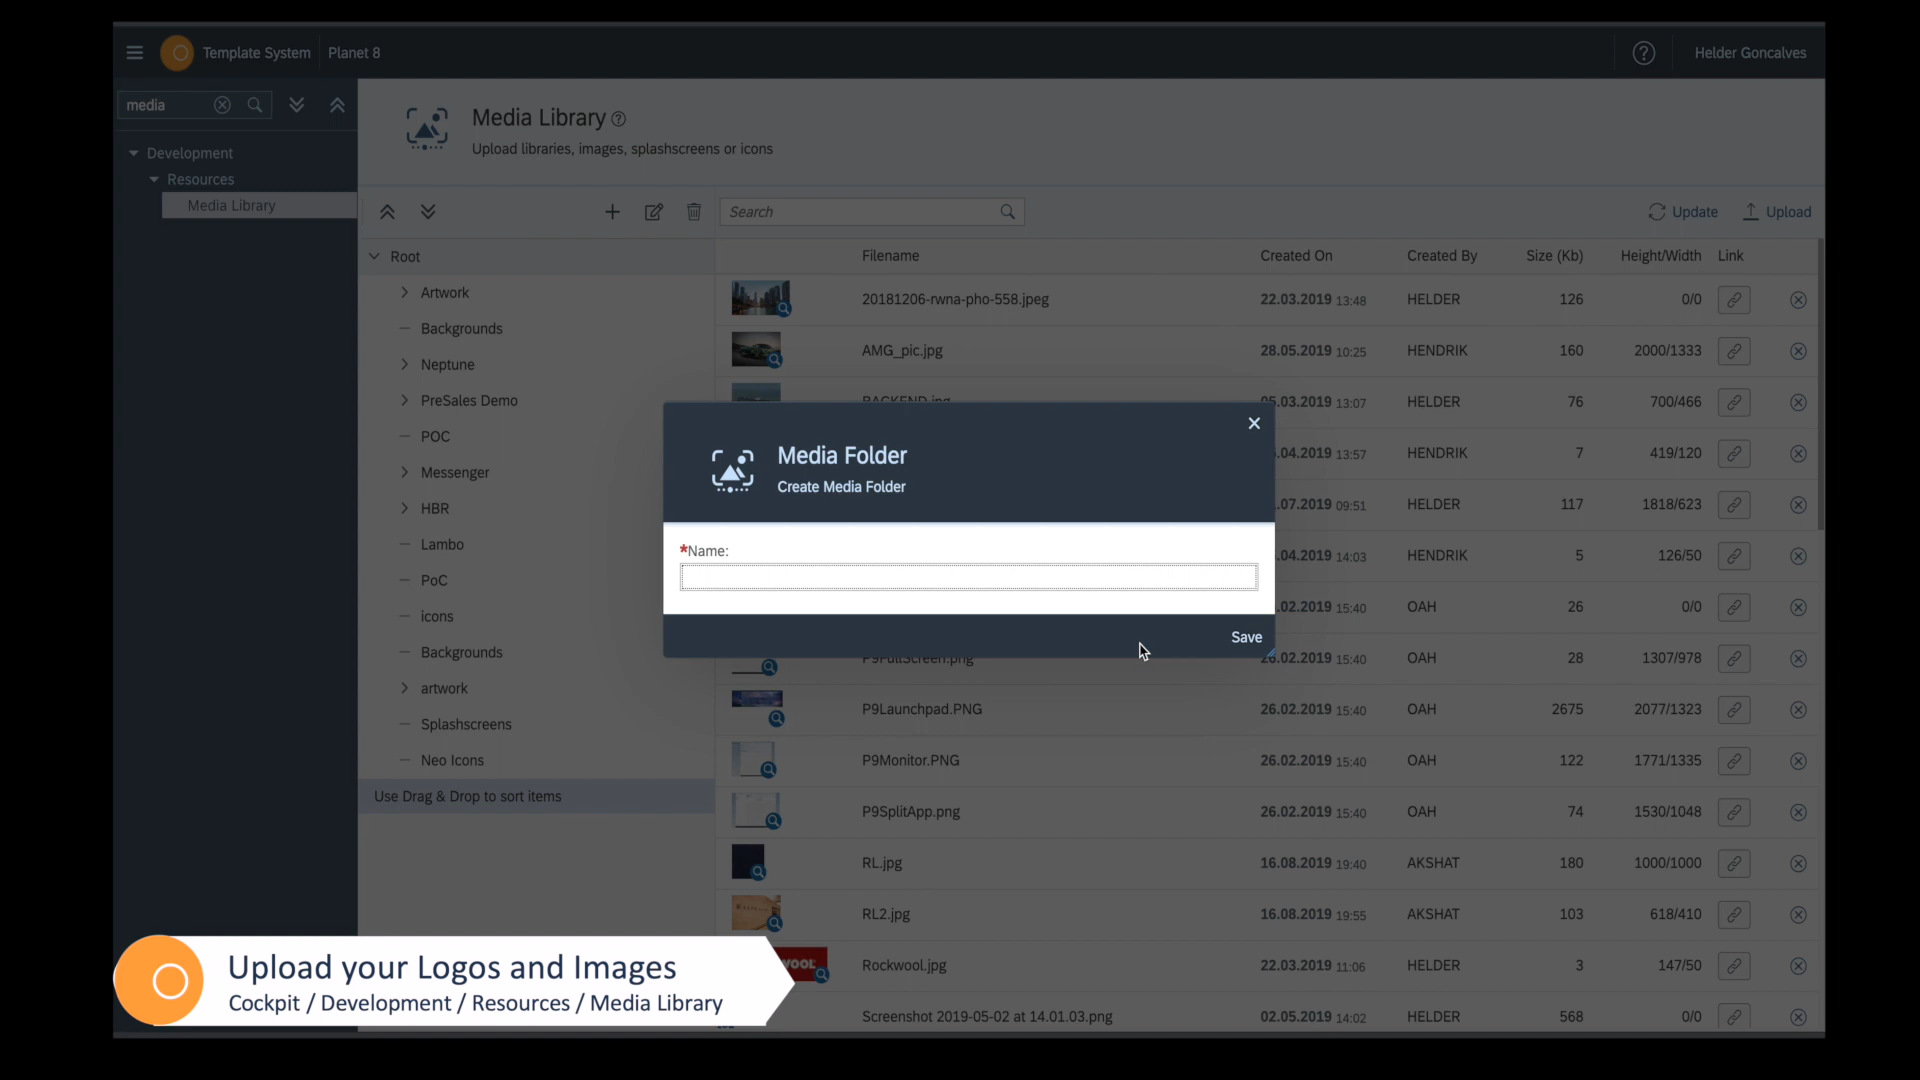 Template System Planet 8
Helder Goncalves
media
Development
Resources
Media Library
Media Library
Upload libraries, images, splashscreens or icons
Search
Update Upload
Root
Artwork
Backgrounds
Neptune
PreSales Demo
POC
Messenger
HBR
Lambo
PoC
icons
Backgrounds
artwork
Splashscreens
Neo Icons
Use Drag & Drop to sort items
Filename Created On Created By Size (Kb) Height/Width Link
20181206-rwna-pho-558.jpeg 22.03.2019 13:48 HELDER 126 0/0
AMG_pic.jpg 28.05.2019 10:25 HENDRIK 160 2000/1333
.03.2019 13:07 HELDER 76 700/466
.04.2019 13:57 HENDRIK 7 419/120
.07.2019 09:51 HELDER 117 1818/623
.04.2019 14:03 HENDRIK 5 126/50
.02.2019 15:40 OAH 26 0/0
P9FullScreen.png 26.02.2019 15:40 OAH 28 1307/978
P9Launchpad.PNG 26.02.2019 15:40 OAH 2675 2077/1323
P9Monitor.PNG 26.02.2019 15:40 OAH 122 1771/1335
P9SplitApp.png 26.02.2019 15:40 OAH 74 1530/1048
RL.jpg 16.08.2019 19:40 AKSHAT 180 1000/1000
RL2.jpg 16.08.2019 19:55 AKSHAT 103 618/410
Rockwool.jpg 22.03.2019 11:06 HELDER 3 147/50
Screenshot 2019-05-02 at 14.01.03.png 02.05.2019 14:02 HELDER 568 0/0
Media Folder
Create Media Folder
*Name:
Save
Upload your Logos and Images
Cockpit / Development / Resources / Media Library